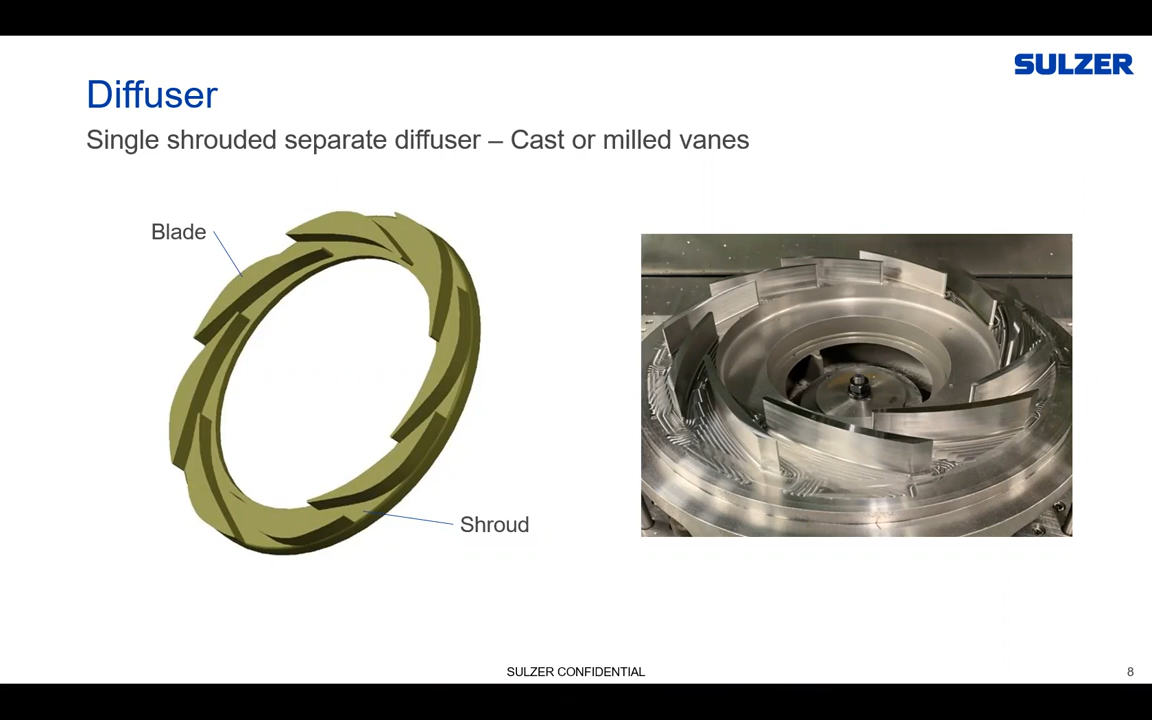 SULZER
Diffuser
Single shrouded separate diffuser – Cast or milled vanes
Blade
Shroud
SULZER CONFIDENTIAL
8